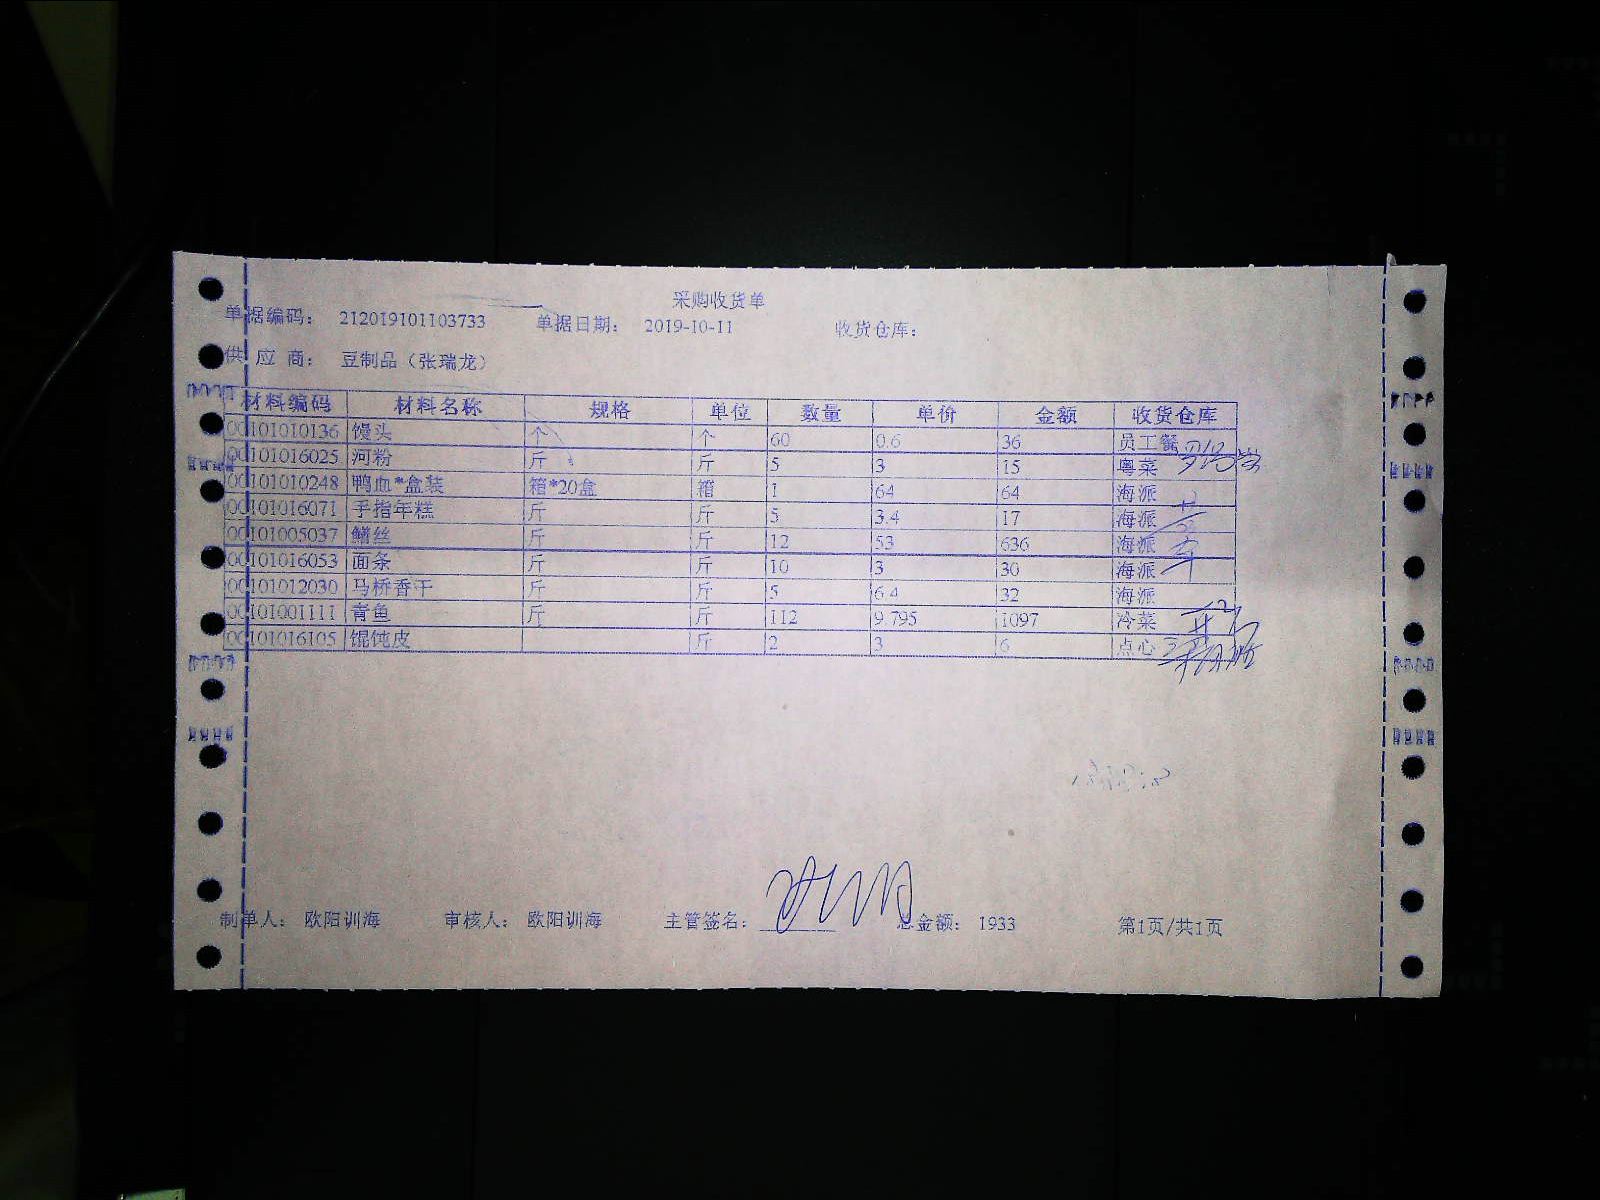 采购收货单
单据编码: 212019101103733 单据日期: 2019-10-11 收货仓库:
供应商: 豆制品（张瑞龙）
材料编码 材料名称 规格 单位 数量 单价 金额 收货仓库
00101010136 馒头 个 个 60 0.6 36 员工餐
00101016025 河粉 斤 斤 5 3 15 粤菜
00101010248 鸭血*盒装 箱*20盒 箱 1 64 64 海派
00101016071 手指年糕 斤 斤 5 3.4 17 海派
00101005037 鳝丝 斤 斤 12 53 636 海派
00101016053 面条 斤 斤 10 3 30 海派
00101012030 马桥香干 斤 斤 5 6.4 32 海派
00101001111 青鱼 斤 斤 112 9.795 1097 冷菜
00101016105 馄饨皮 斤 2 3 6 点心
制单人: 欧阳训海 审核人: 欧阳训海 主管签名: 总金额: 1933 第1页/共1页